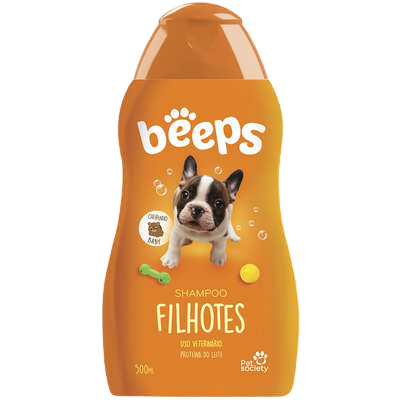 beeps
CHEIRINHO
BABY
SHAMPOO
FILHOTES
USO VETERINÁRIO
PROTEÍNA DO LEITE
500ML
Pet
society